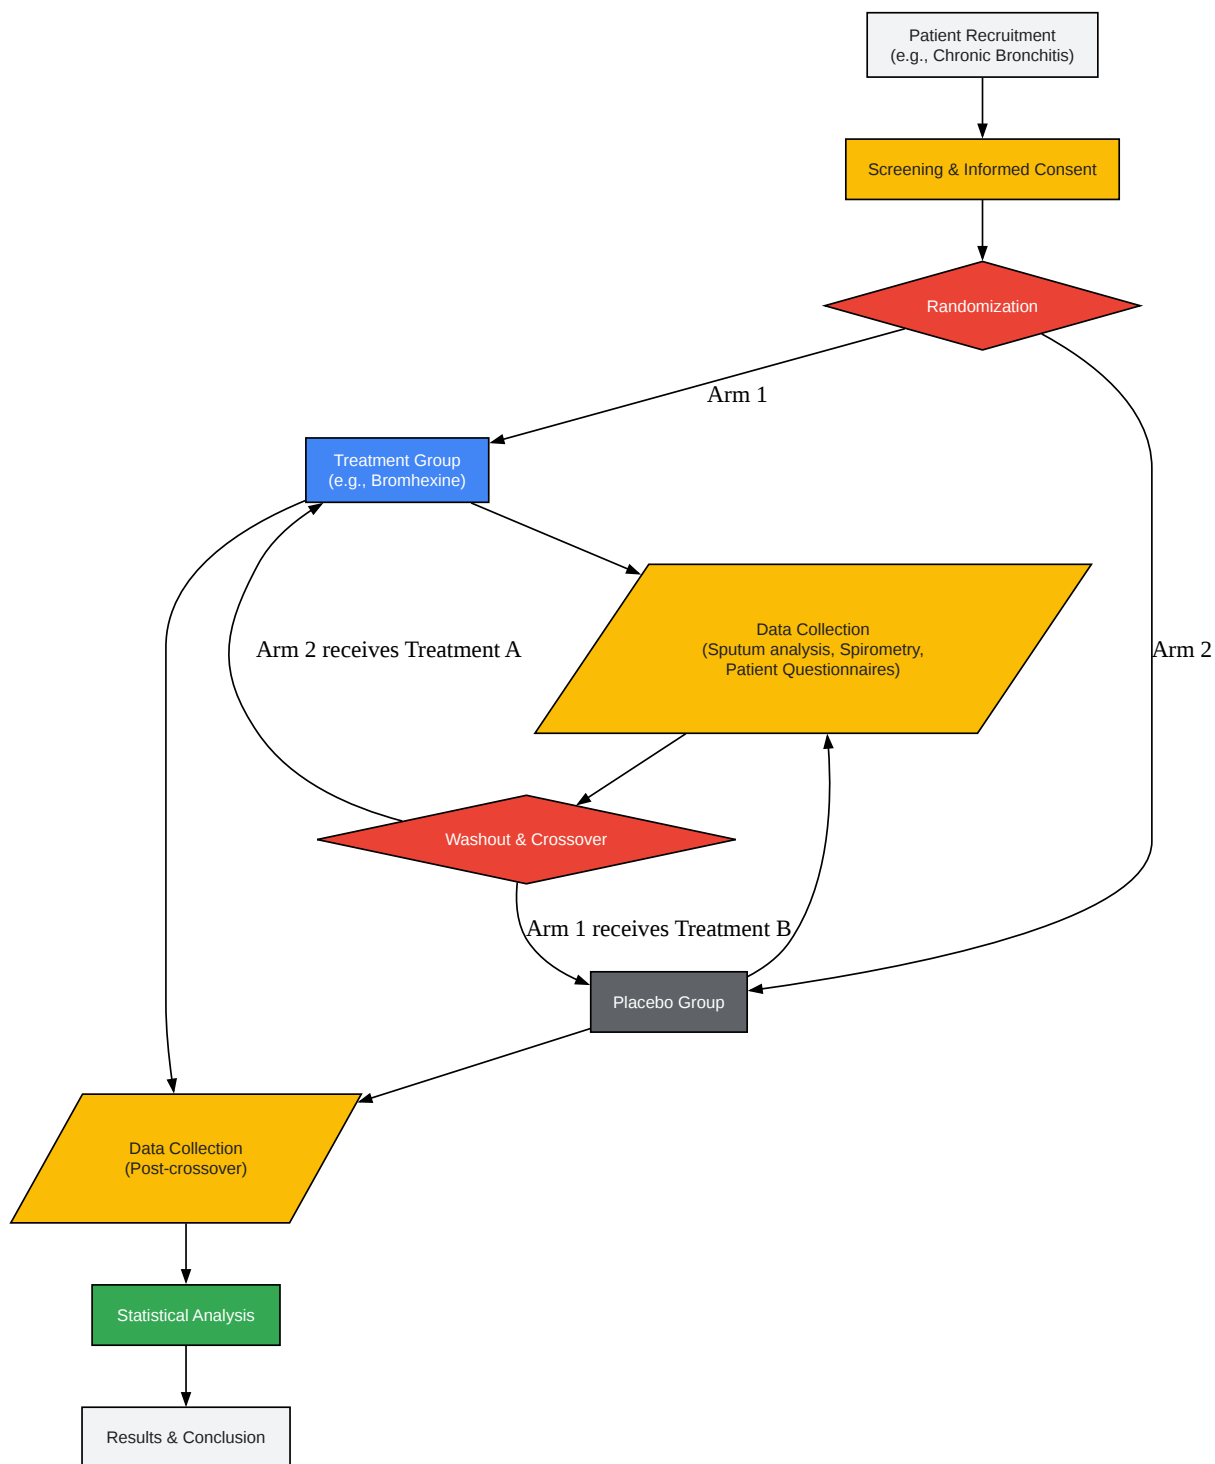 Patient Recruitment
(e.g., Chronic Bronchitis)
Screening & Informed Consent
Randomization
Arm 1
Treatment Group
(e.g., Bromhexine)
Data Collection
(Sputum analysis, Spirometry,
Patient Questionnaires)
Arm 2 receives Treatment A
Arm 2
Washout & Crossover
Arm 1 receives Treatment B
Placebo Group
Data Collection
(Post-crossover)
Statistical Analysis
Results & Conclusion